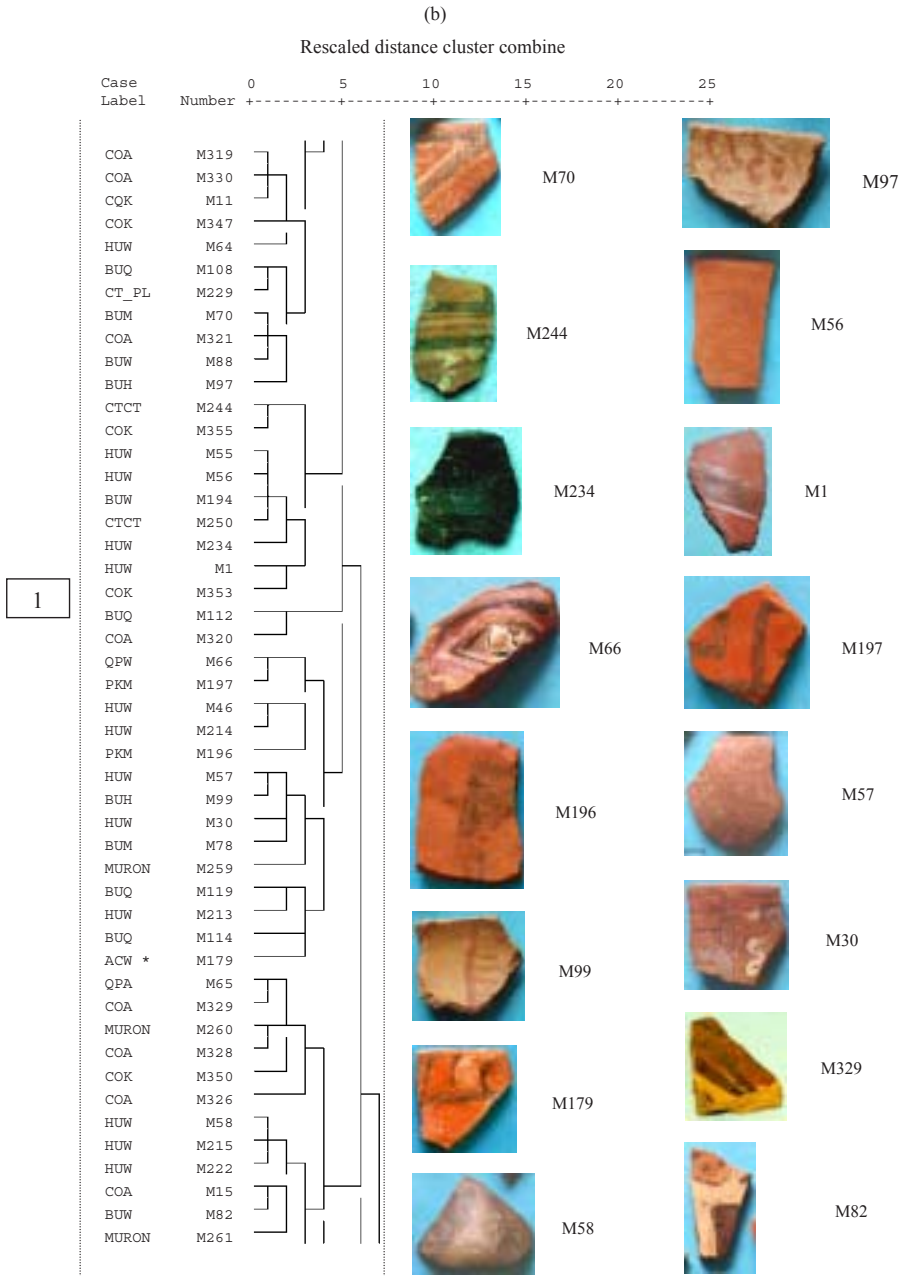 (b)
Rescaled distance cluster combine
Case 0 5 10 15 20 25
Label Number
COA M319
COA M330
CQK M11
COK M347
HUW M64
BUQ M108
CT_PL M229
BUM M70
COA M321
BUW M88
BUH M97
CTCT M244
COK M355
HUW M55
HUW M56
BUW M194
CTCT M250
HUW M234
HUW M1
COK M353
BUQ M112
COA M320
QPW M66
PKM M197
HUW M46
HUW M214
PKM M196
HUW M57
BUH M99
HUW M30
BUM M78
MURON M259
BUQ M119
HUW M213
BUQ M114
ACW * M179
QPA M65
COA M329
MURON M260
COA M328
COK M350
COA M326
HUW M58
HUW M215
HUW M222
COA M15
BUW M82
MURON M261
1
M70
M97
M244
M56
M234
M1
M66
M197
M196
M57
M99
M30
M179
M329
M58
M82